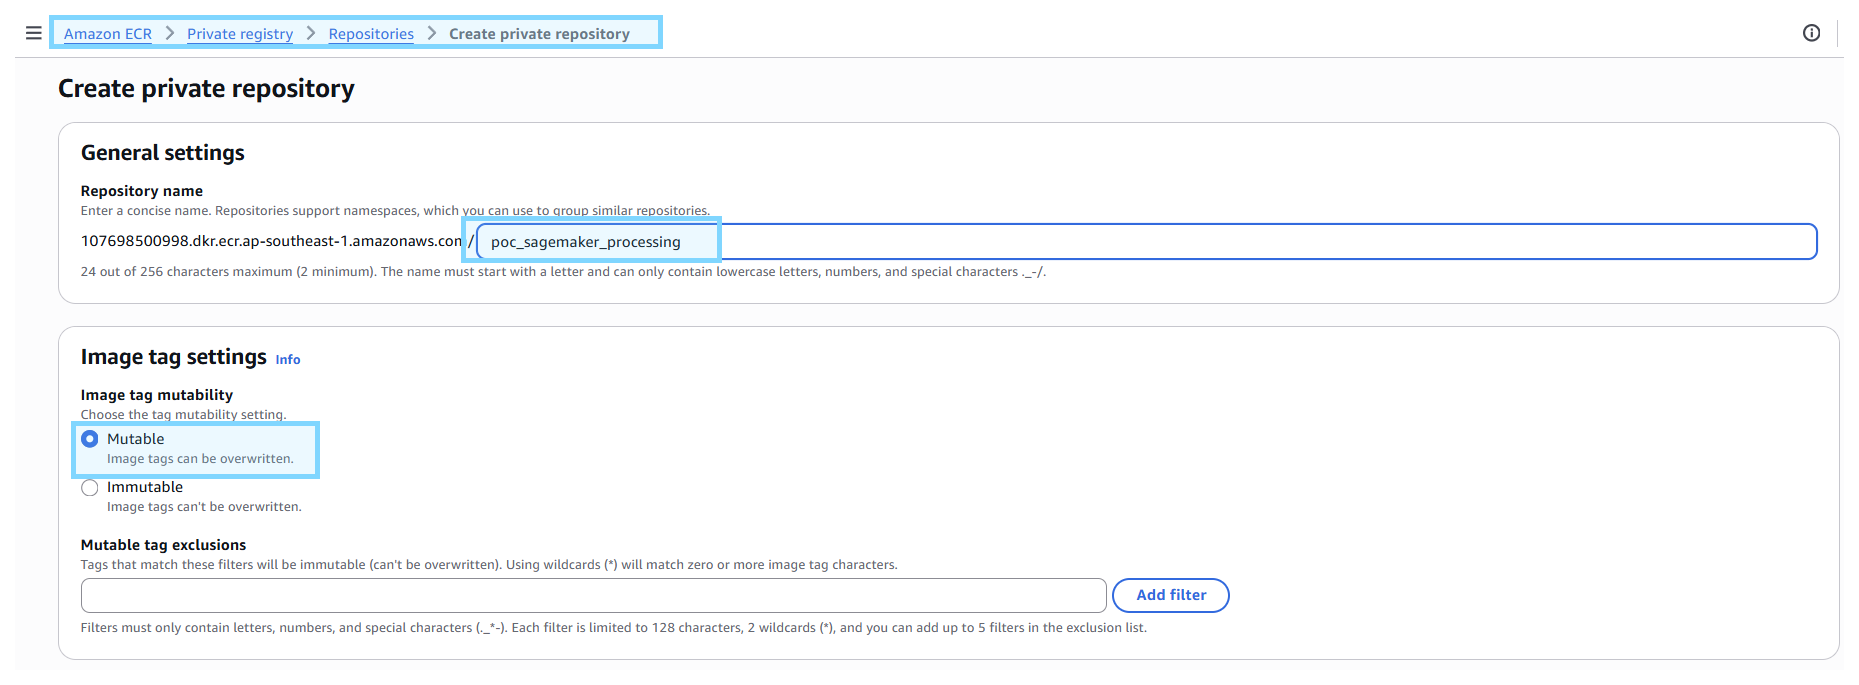 Amazon ECR > Private registry > Repositories > Create private repository
Create private repository
General settings
Repository name
Enter a concise name. Repositories support namespaces, which you can use to group similar repositories.
107698500998.dkr.ecr.ap-southeast-1.amazonaws.com/ poc_sagemaker_processing
24 out of 256 characters maximum (2 minimum). The name must start with a letter and can only contain lowercase letters, numbers, and special characters ._-/.
Image tag settings Info
Image tag mutability
Choose the tag mutability setting.
Mutable
Image tags can be overwritten.
Immutable
Image tags can't be overwritten.
Mutable tag exclusions
Tags that match these filters will be immutable (can't be overwritten). Using wildcards (*) will match zero or more image tag characters.
Add filter
Filters must only contain letters, numbers, and special characters (._*-). Each filter is limited to 128 characters, 2 wildcards (*), and you can add up to 5 filters in the exclusion list.